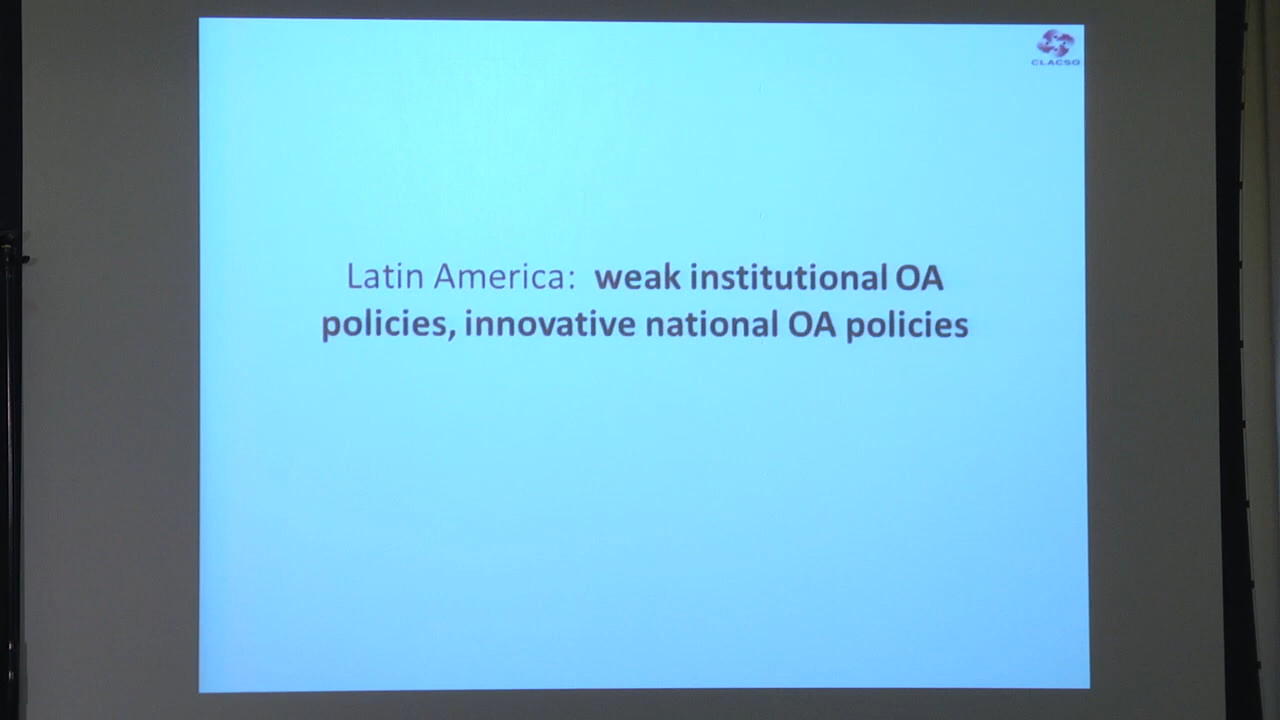 CLACSO
Latin America: weak institutional OA
policies, innovative national OA policies